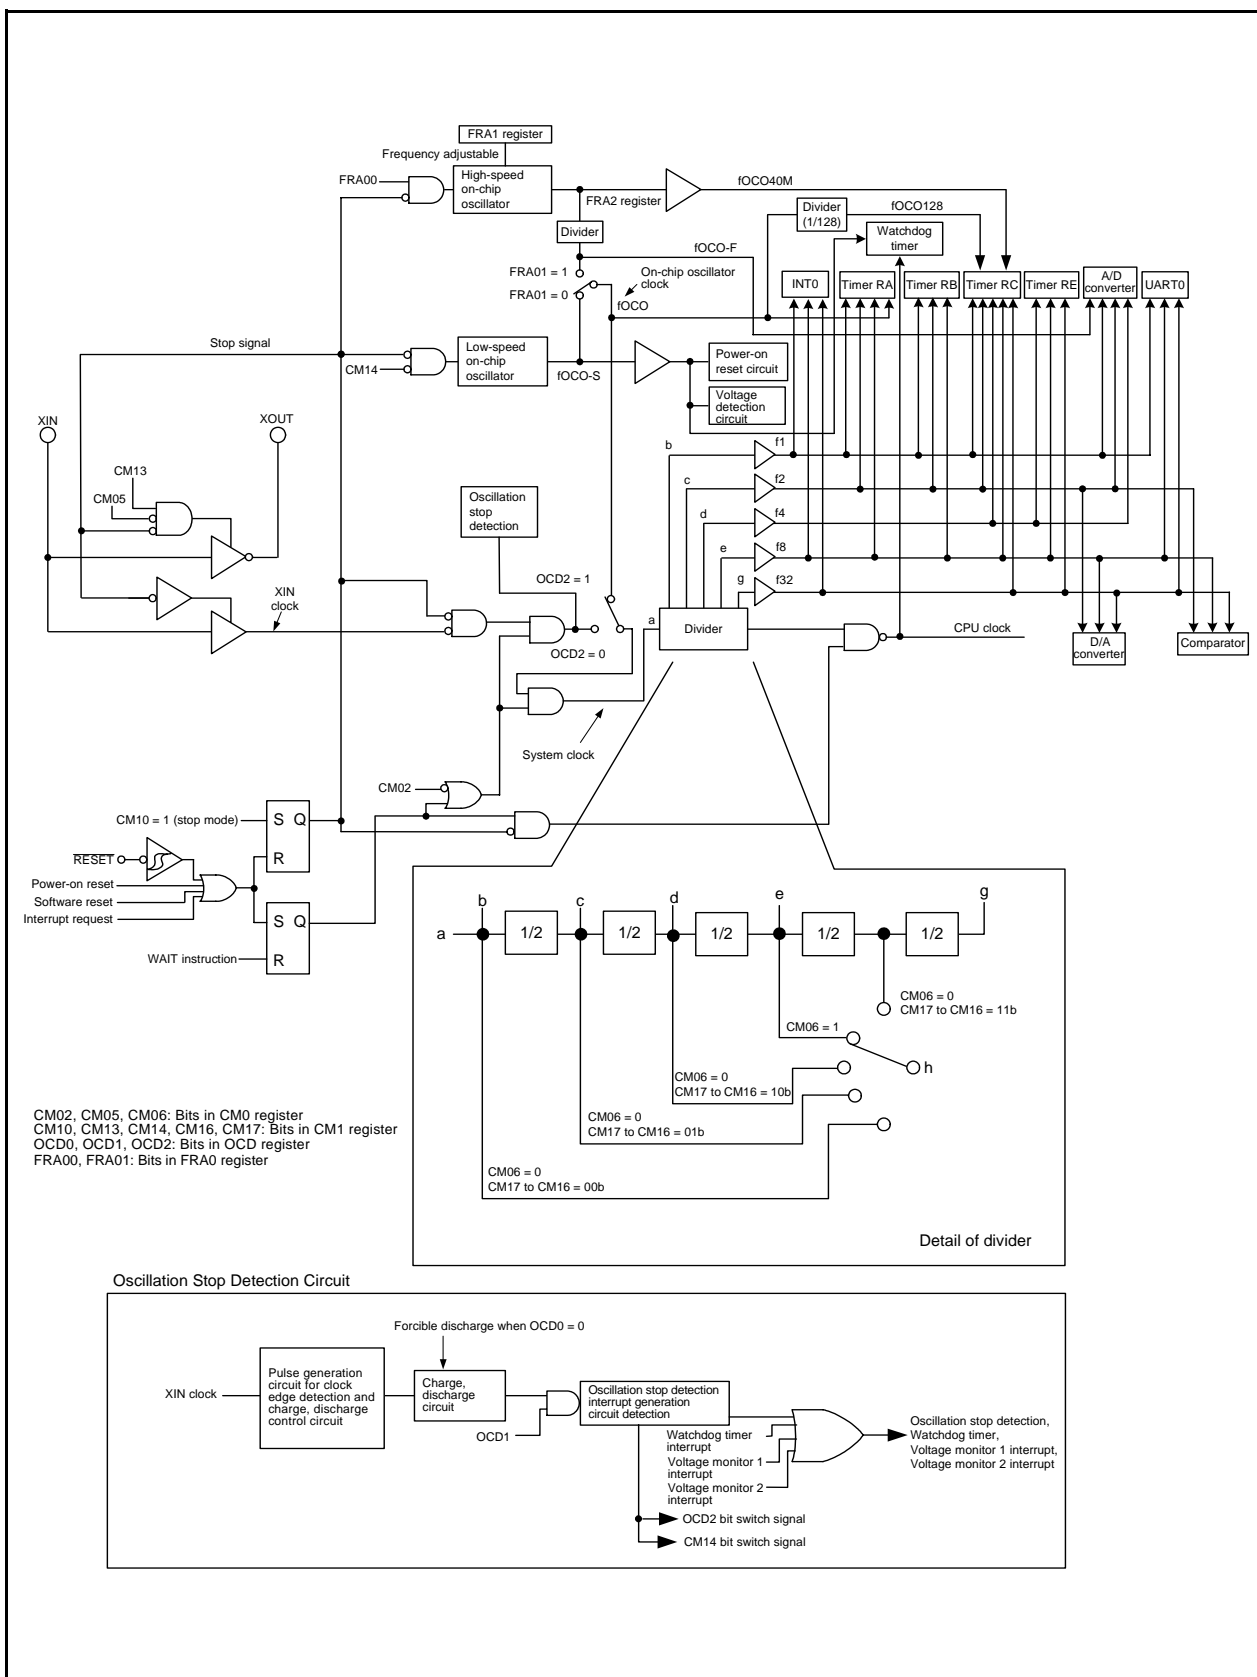 FRA1 register
Frequency adjustable
FRA00
High-speed
on-chip
oscillator
FRA2 register
fOCO40M
Divider
Divider
(1/128)
fOCO128
Watchdog
timer
fOCO-F
FRA01 = 1
FRA01 = 0
On-chip oscillator
clock
fOCO
INT0
Timer RA
Timer RB
Timer RC
Timer RE
A/D
converter
UART0
Stop signal
CM14
Low-speed
on-chip
oscillator
fOCO-S
Power-on
reset circuit
Voltage
detection
circuit
XIN
XOUT
CM13
CM05
XIN
clock
Oscillation
stop
detection
OCD2 = 1
OCD2 = 0
b
c
d
e
g
a
f1
f2
f4
f8
f32
Divider
CPU clock
D/A
converter
Comparator
System clock
CM02
CM10 = 1 (stop mode)
S Q
R
RESET
Power-on reset
Software reset
Interrupt request
S Q
R
WAIT instruction
b
c
d
e
g
a
1/2
1/2
1/2
1/2
1/2
CM06 = 0
CM17 to CM16 = 11b
CM06 = 1
h
CM06 = 0
CM17 to CM16 = 10b
CM06 = 0
CM17 to CM16 = 01b
CM06 = 0
CM17 to CM16 = 00b
Detail of divider
CM02, CM05, CM06: Bits in CM0 register
CM10, CM13, CM14, CM16, CM17: Bits in CM1 register
OCD0, OCD1, OCD2: Bits in OCD register
FRA00, FRA01: Bits in FRA0 register
Oscillation Stop Detection Circuit
Forcible discharge when OCD0 = 0
XIN clock
Pulse generation
circuit for clock
edge detection and
charge, discharge
control circuit
Charge,
discharge
circuit
OCD1
Oscillation stop detection
interrupt generation
circuit detection
Watchdog timer
interrupt
Voltage monitor 1
interrupt
Voltage monitor 2
interrupt
Oscillation stop detection,
Watchdog timer,
Voltage monitor 1 interrupt,
Voltage monitor 2 interrupt
OCD2 bit switch signal
CM14 bit switch signal